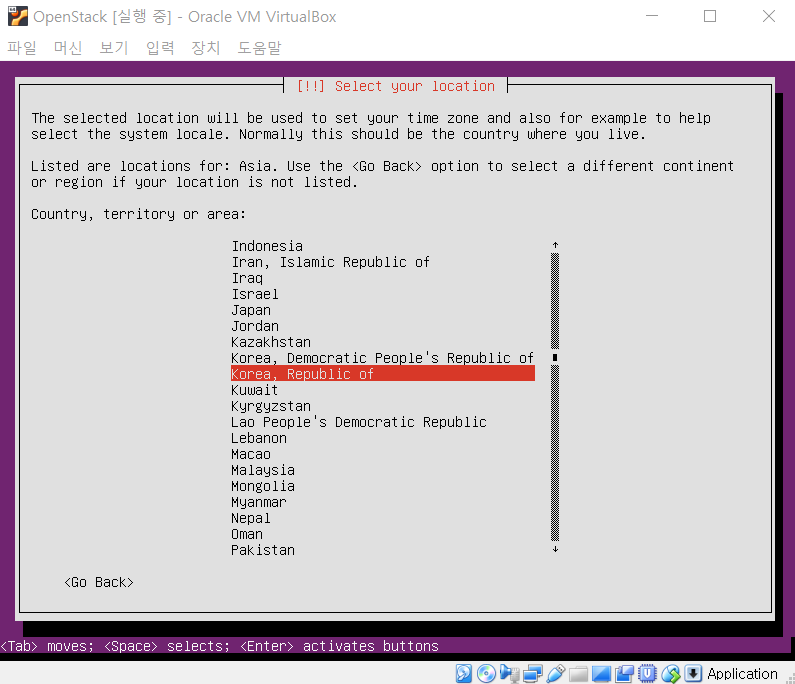 OpenStack [실행 중] - Oracle VM VirtualBox
파일 머신 보기 입력 장치 도움말
[!!] Select your location
The selected location will be used to set your time zone and also for example to help
select the system locale. Normally this should be the country where you live.
Listed are locations for: Asia. Use the <Go Back> option to select a different continent
or region if your location is not listed.
Country, territory or area:
Indonesia
Iran, Islamic Republic of
Iraq
Israel
Japan
Jordan
Kazakhstan
Korea, Democratic People's Republic of
Korea, Republic of
Kuwait
Kyrgyzstan
Lao People's Democratic Republic
Lebanon
Macao
Malaysia
Mongolia
Myanmar
Nepal
Oman
Pakistan
<Go Back>
<Tab> moves; <Space> selects; <Enter> activates buttons
Application